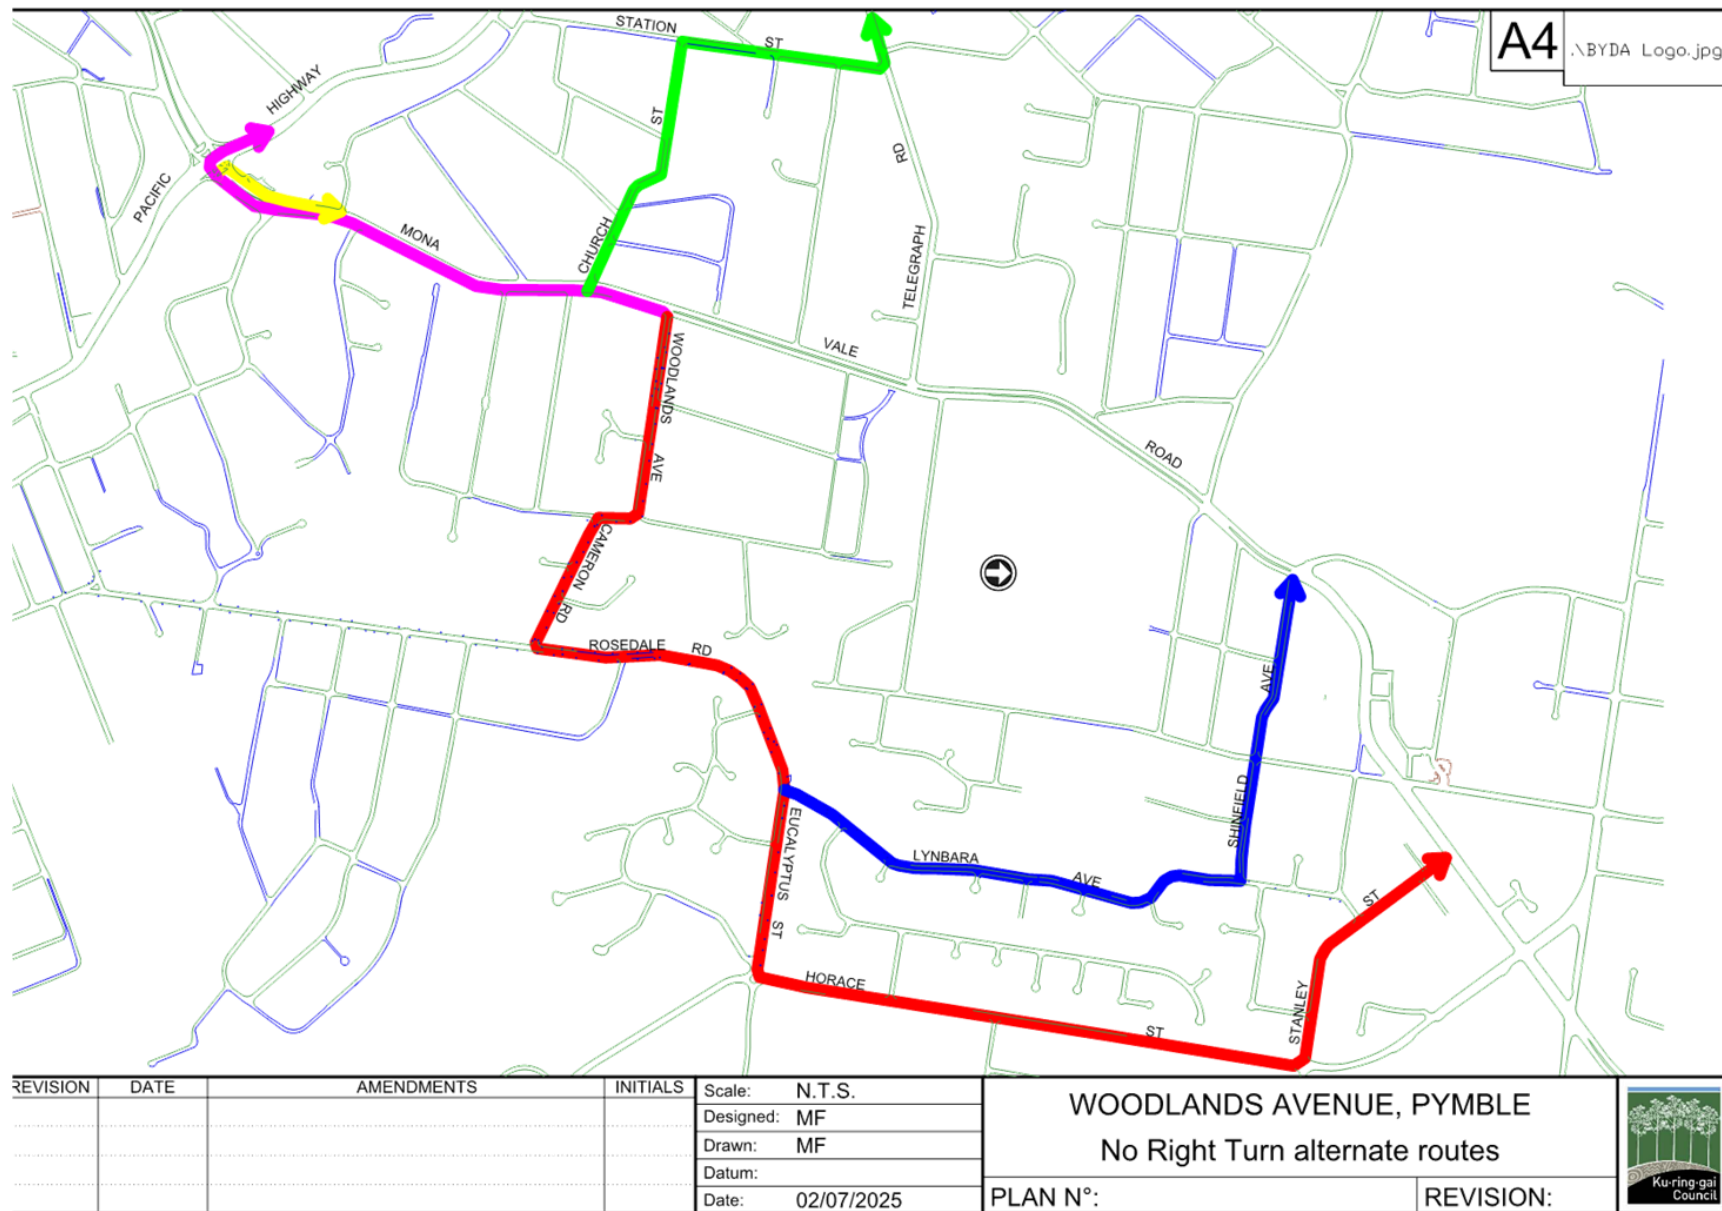 STATION
ST
A4
.\BYDA Logo.jpg
HIGHWAY
ST
RD
PACIFIC
MONA
CHURCH
TELEGRAPH
VALE
WOODLANDS
AVE
ROAD
CAMERON
RD
ROSEDALE
RD
AVE
SHINFIELD
EUCALYPTUS
ST
LYNBARA
AVE
ST
HORACE
ST
STANLEY
REVISION DATE AMENDMENTS INITIALS
Scale: N.T.S.
Designed: MF
Drawn: MF
Datum:
Date: 02/07/2025
WOODLANDS AVENUE, PYMBLE
No Right Turn alternate routes
PLAN N°:
REVISION:
Ku-ring-gai
Council